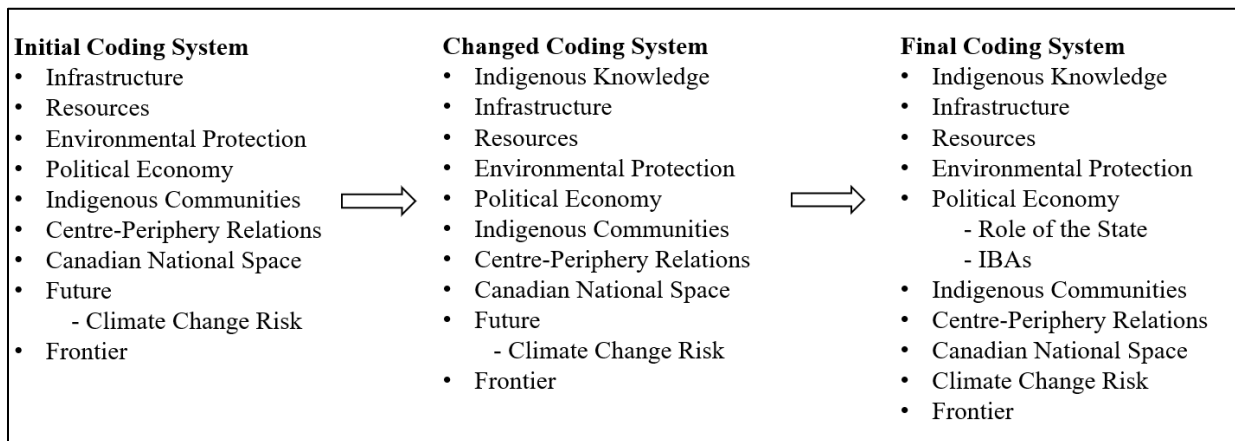 Initial Coding System
• Infrastructure
• Resources
• Environmental Protection
• Political Economy
• Indigenous Communities
• Centre-Periphery Relations
• Canadian National Space
• Future
- Climate Change Risk
• Frontier
Changed Coding System
• Indigenous Knowledge
• Infrastructure
• Resources
• Environmental Protection
• Political Economy
• Indigenous Communities
• Centre-Periphery Relations
• Canadian National Space
• Future
- Climate Change Risk
• Frontier
Final Coding System
• Indigenous Knowledge
• Infrastructure
• Resources
• Environmental Protection
• Political Economy
- Role of the State
- IBAs
• Indigenous Communities
• Centre-Periphery Relations
• Canadian National Space
• Climate Change Risk
• Frontier